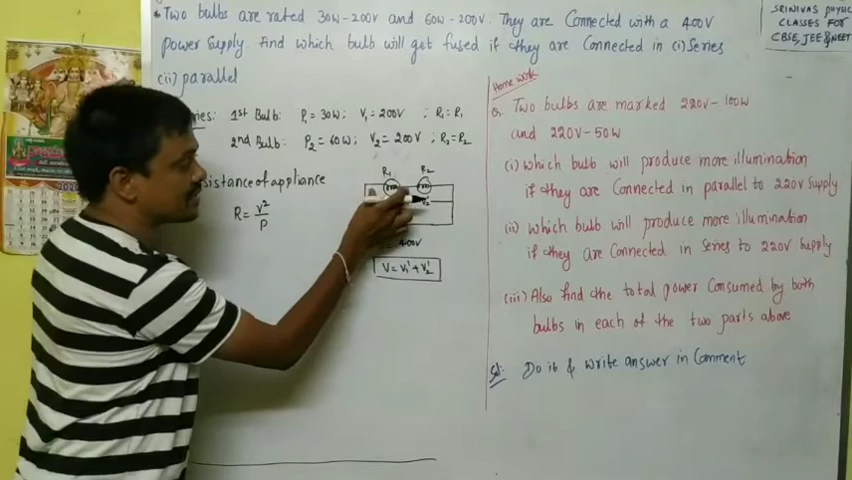 Two bulbs are rated 30W-200V and 60W-200V. They are Connected with a 400V
power supply. Find which bulb will get fused if they are Connected in (i) Series
(ii) parallel
SRINIVAS PHYSIC
CLASSES FOR
CBSE, JEE & NEET
ies: 1st Bulb: P₁ = 30W; V₁ = 200V ; R₁ = R₁
2nd Bulb: P₂ = 60W; V₂ = 200V ; R₂ = R₂
sistance of appliance
R = V²/P
R₁ R₂
= 400V
V = V₁' + V₂'
Home work
Q: Two bulbs are marked 220V-100W
and 220V-50W
(i) which bulb will produce more illumination
if they are Connected in parallel to 220V supply
(ii) which bulb will produce more illumination
if they are Connected in Series to 220V supply
(iii) Also find the total power Consumed by both
bulbs in each of the two parts above
Sol: Do it & write answer in Comment